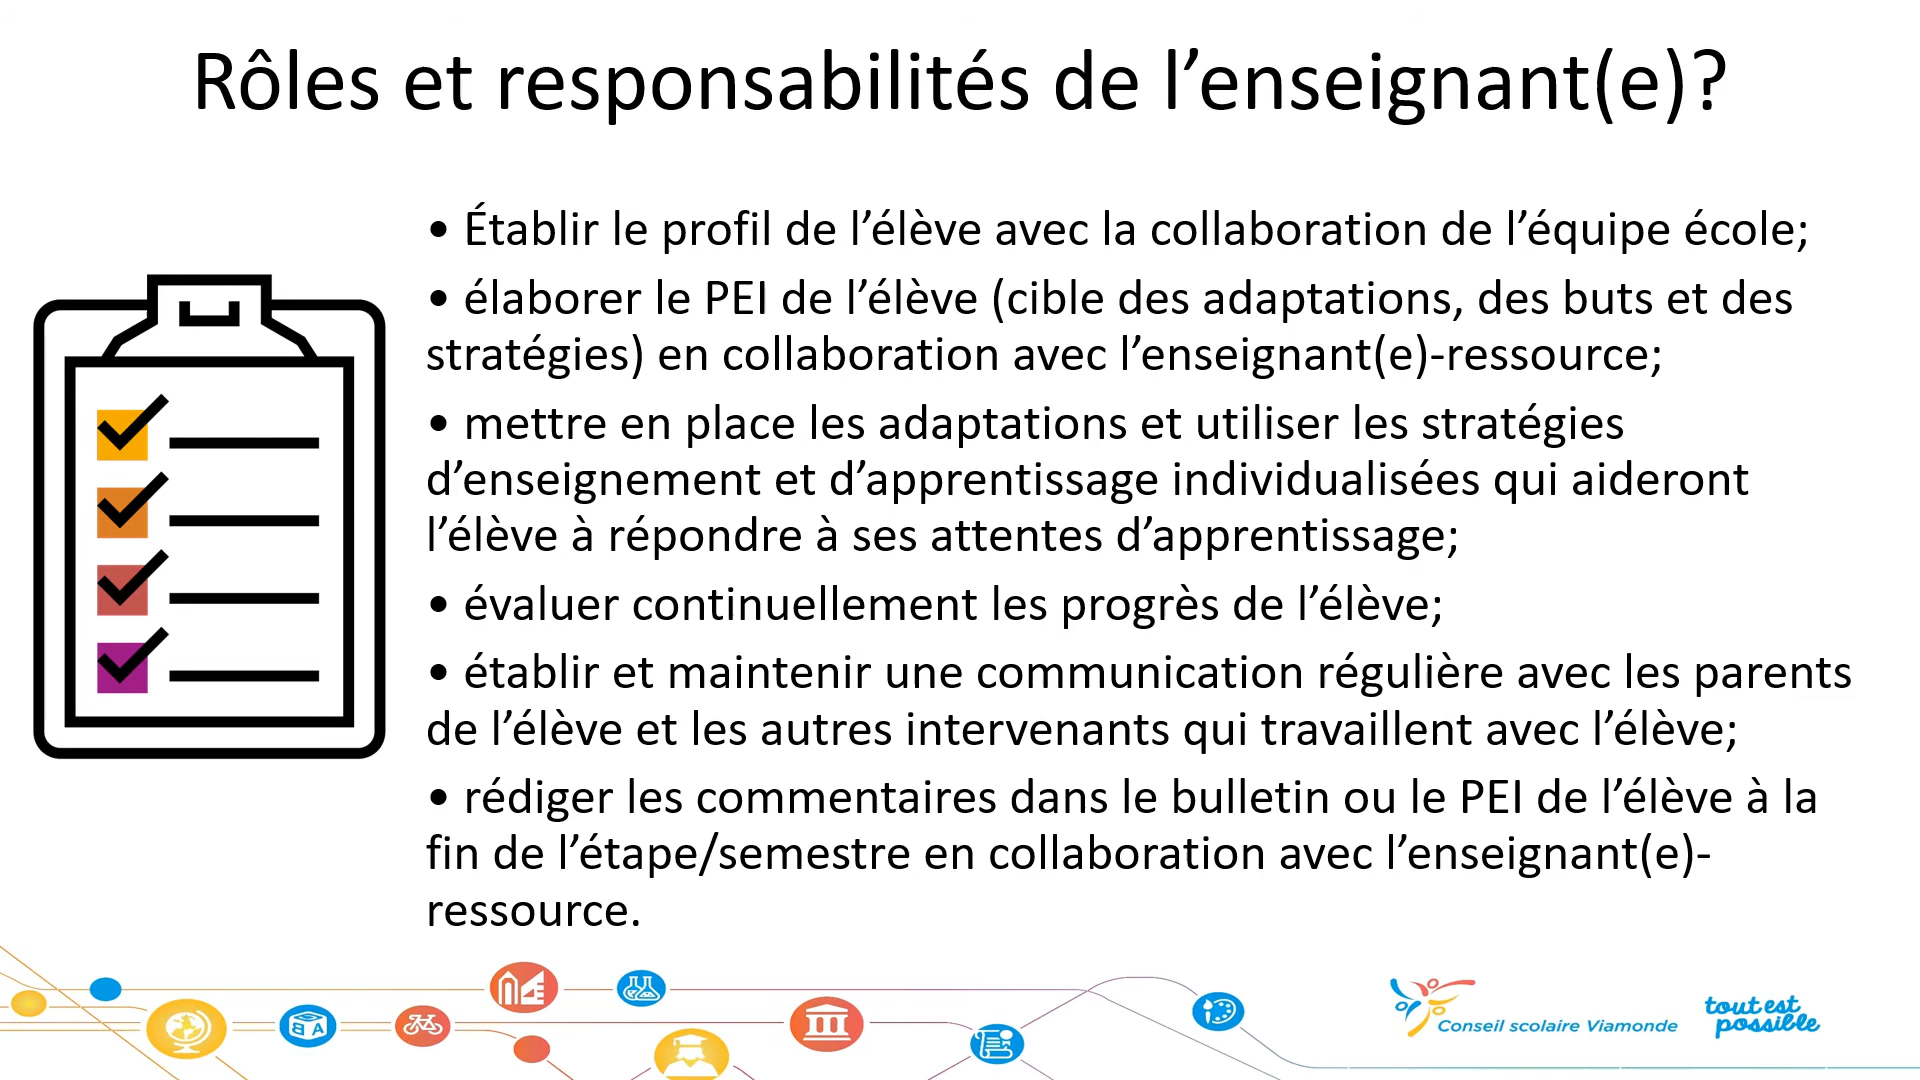 Rôles et responsabilités de l’enseignant(e)?
• Établir le profil de l’élève avec la collaboration de l’équipe école;
• élaborer le PEI de l’élève (cible des adaptations, des buts et des
stratégies) en collaboration avec l’enseignant(e)-ressource;
• mettre en place les adaptations et utiliser les stratégies
d’enseignement et d’apprentissage individualisées qui aideront
l’élève à répondre à ses attentes d’apprentissage;
• évaluer continuellement les progrès de l’élève;
• établir et maintenir une communication régulière avec les parents
de l’élève et les autres intervenants qui travaillent avec l’élève;
• rédiger les commentaires dans le bulletin ou le PEI de l’élève à la
fin de l’étape/semestre en collaboration avec l’enseignant(e)-
ressource.
B A
Conseil scolaire Viamonde
tout est
possible